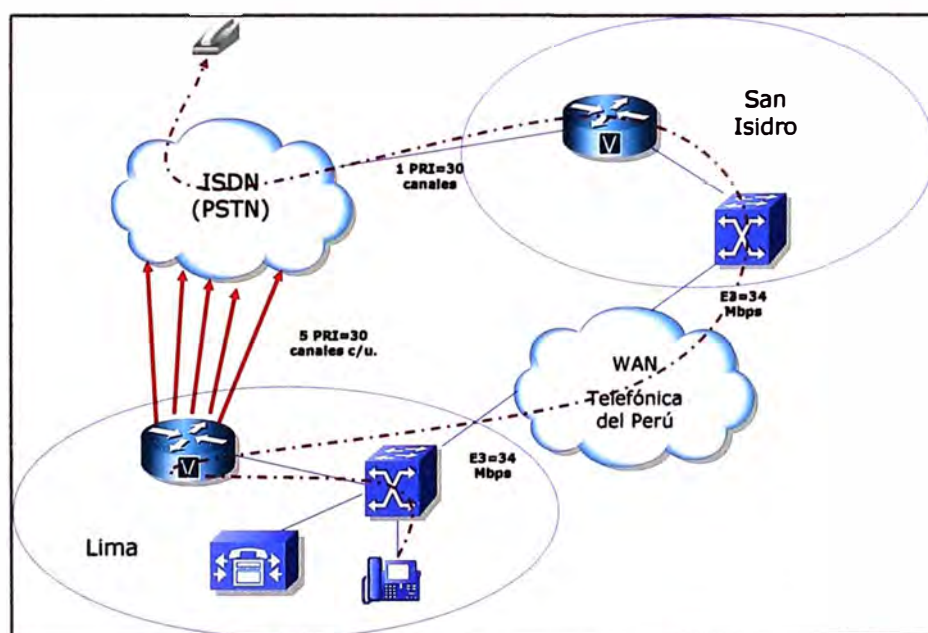 San
Isidro
V
1 PRI=30
canales
ISDN
(PSTN)
E3=34
Mbps
5 PRI=30
canales c/u.
WAN
Telefónica
del Perú
V
E3=34
Mbps
Lima